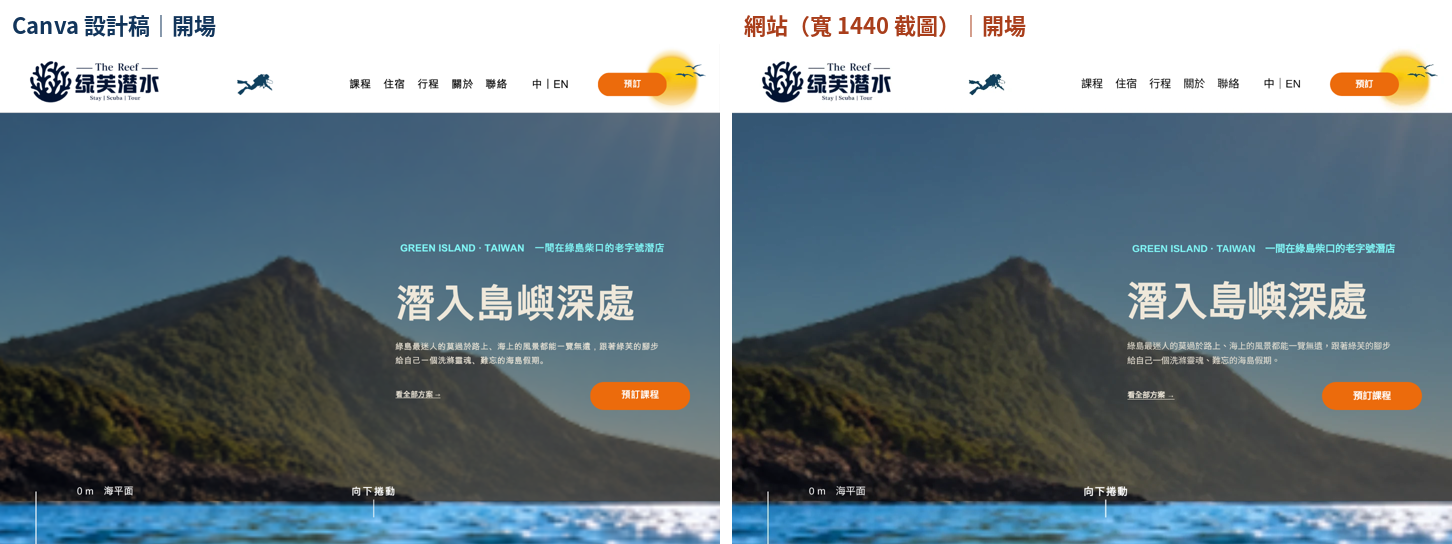 Canva 設計稿｜開場
The Reef
绿芙潜水
Stay | Scuba | Tour
課程 住宿 行程 關於 聯絡 中｜EN 預訂
GREEN ISLAND · TAIWAN 一間在綠島柴口的老字號潛店
潛入島嶼深處
綠島最迷人的莫過於路上、海上的風景都能一覽無遺，跟著綠芙的腳步
給自己一個洗滌靈魂、難忘的海島假期。
看全部方案→
預訂課程
0 m 海平面
向下捲動
網站（寬 1440 截圖）｜開場
The Reef
绿芙潜水
Stay | Scuba | Tour
課程 住宿 行程 關於 聯絡 中｜EN 預訂
GREEN ISLAND · TAIWAN 一間在綠島柴口的老字號潛店
潛入島嶼深處
綠島最迷人的莫過於路上、海上的風景都能一覽無遺，跟著綠芙的腳步
給自己一個洗滌靈魂、難忘的海島假期。
看全部方案 →
預訂課程
0 m 海平面
向下捲動